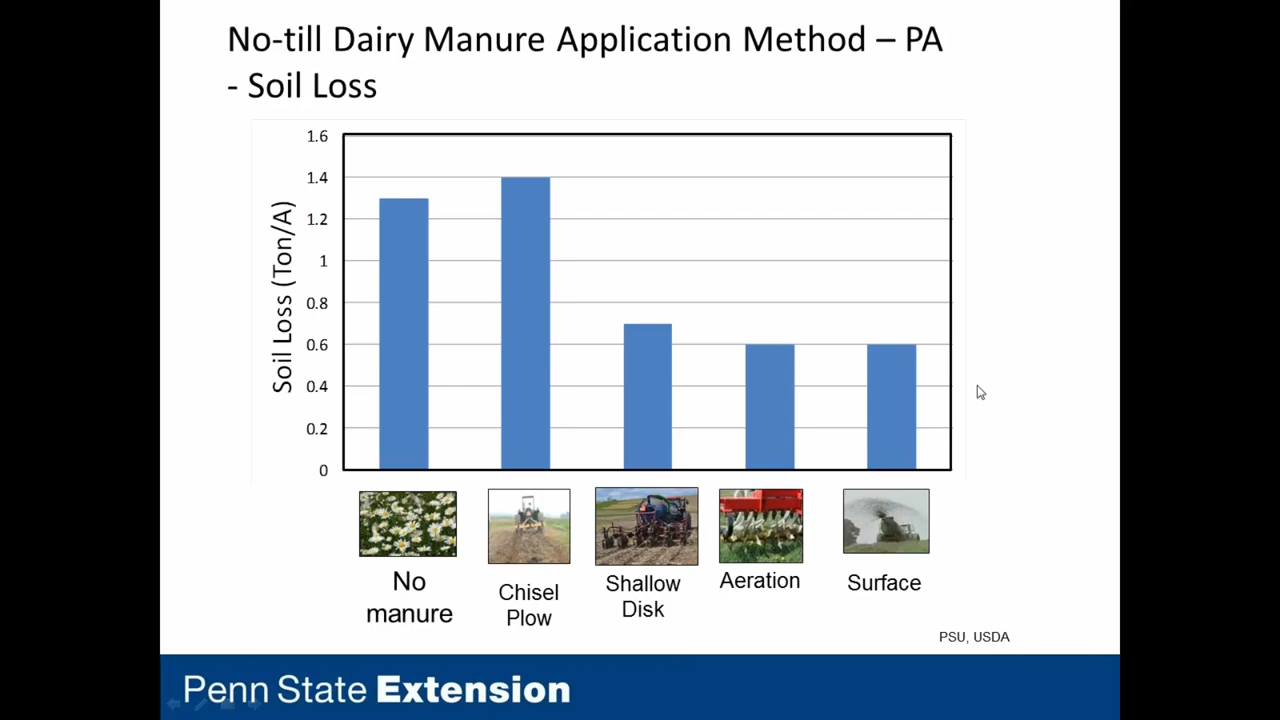 No-till Dairy Manure Application Method – PA
- Soil Loss
Soil Loss (Ton/A)
1.6
1.4
1.2
1
0.8
0.6
0.4
0.2
0
No
manure
Chisel
Plow
Shallow
Disk
Aeration
Surface
PSU, USDA
Penn State Extension